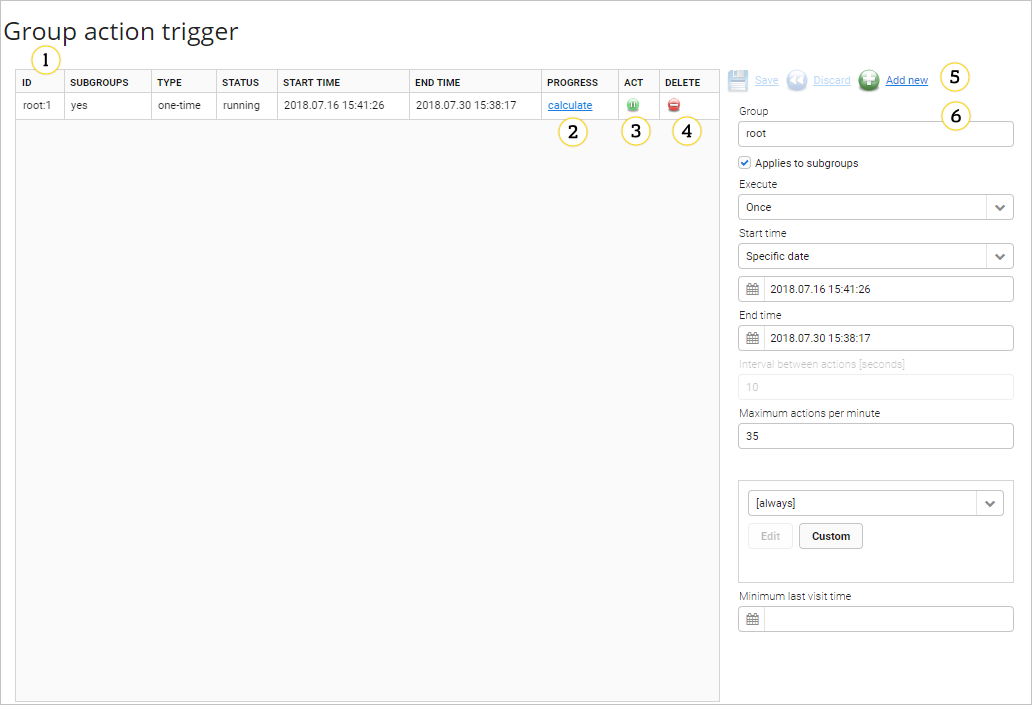 Group action trigger
1
ID SUBGROUPS TYPE STATUS START TIME END TIME PROGRESS ACT DELETE
root:1 yes one-time running 2018.07.16 15:41:26 2018.07.30 15:38:17 calculate
2 3 4
Save Discard Add new 5
Group 6
root
Applies to subgroups
Execute
Once
Start time
Specific date
2018.07.16 15:41:26
End time
2018.07.30 15:38:17
Interval between actions [seconds]
10
Maximum actions per minute
35
[always]
Edit Custom
Minimum last visit time